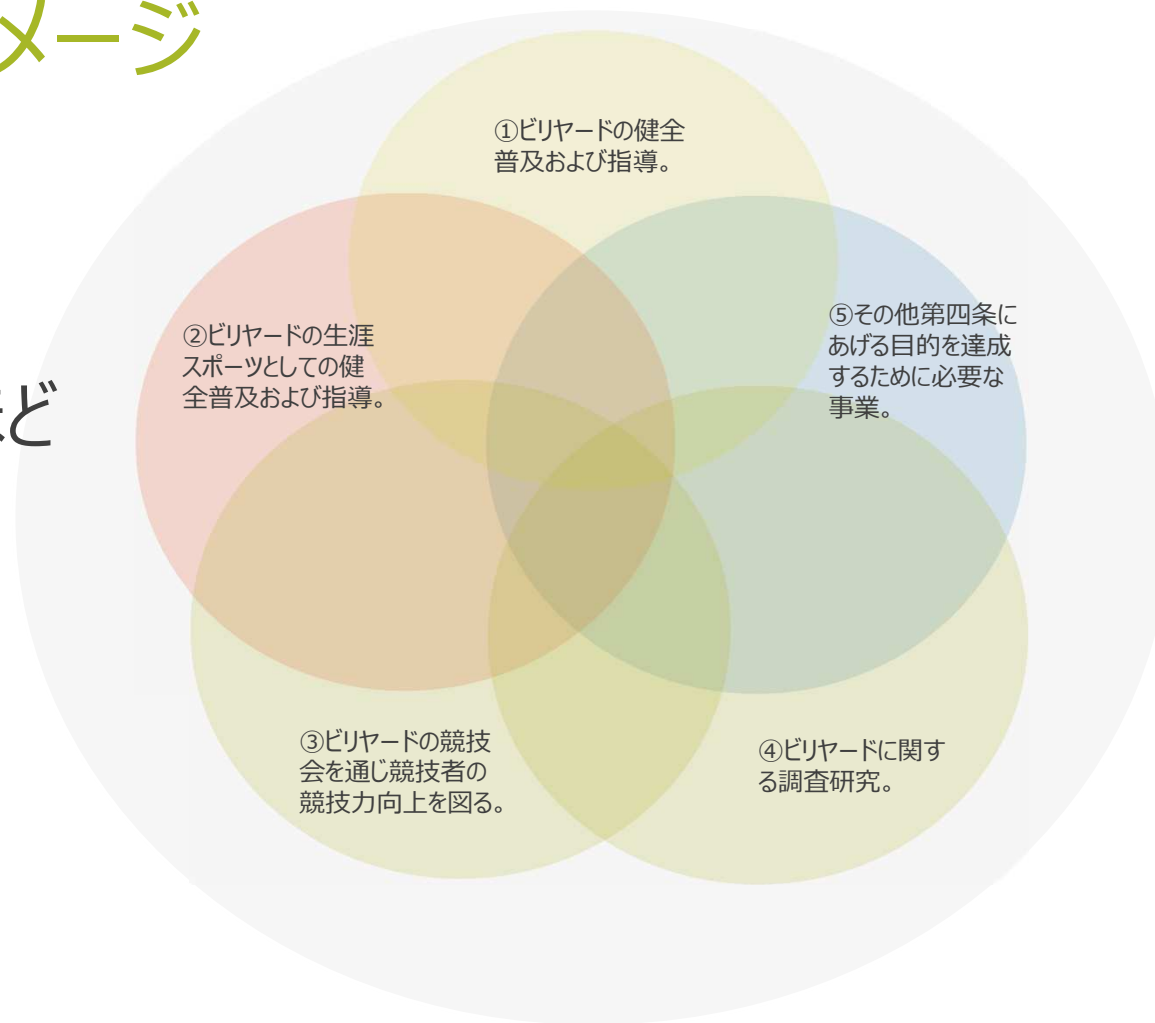 メージ
①ビリヤードの健全
普及および指導。
②ビリヤードの生涯
スポーツとしての健
全普及および指導。
⑤その他第四条に
あげる目的を達成
するために必要な
事業。
ほど
③ビリヤードの競技
会を通じ競技者の
競技力向上を図る。
④ビリヤードに関す
る調査研究。